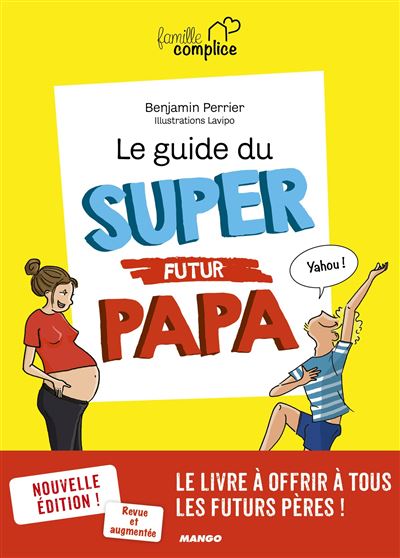 famille
complice
Benjamin Perrier
Illustrations Lavipo
Le guide du
SUPER
FUTUR
PAPA
Yahou !
NOUVELLE
ÉDITION !
Revue et
augmentée
LE LIVRE À OFFRIR À TOUS
LES FUTURS PÈRES !
MANGO